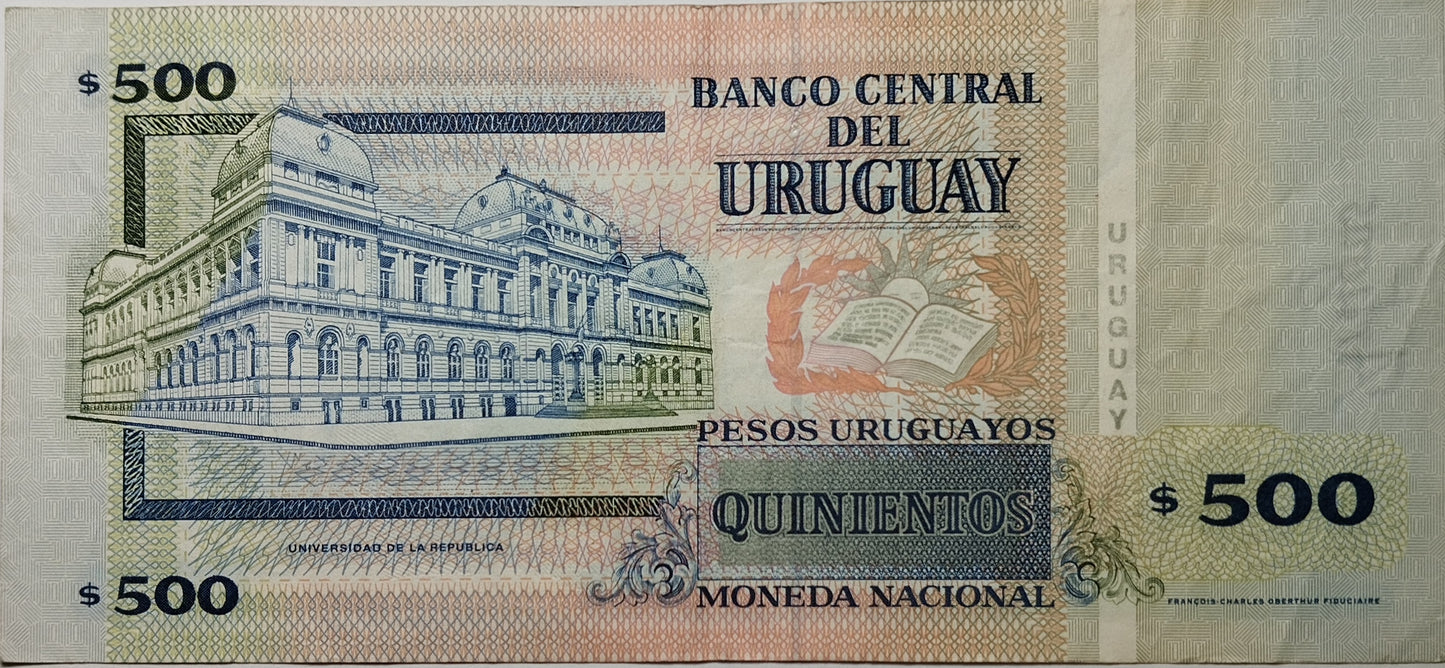 $ 500
BANCO CENTRAL
DEL
URUGUAY
URUGUAY
PESOS URUGUAYOS
QUINIENTOS
$ 500
UNIVERSIDAD DE LA REPUBLICA
$ 500
MONEDA NACIONAL
FRANÇOIS-CHARLES OBERTHUR FIDUCIAIRE